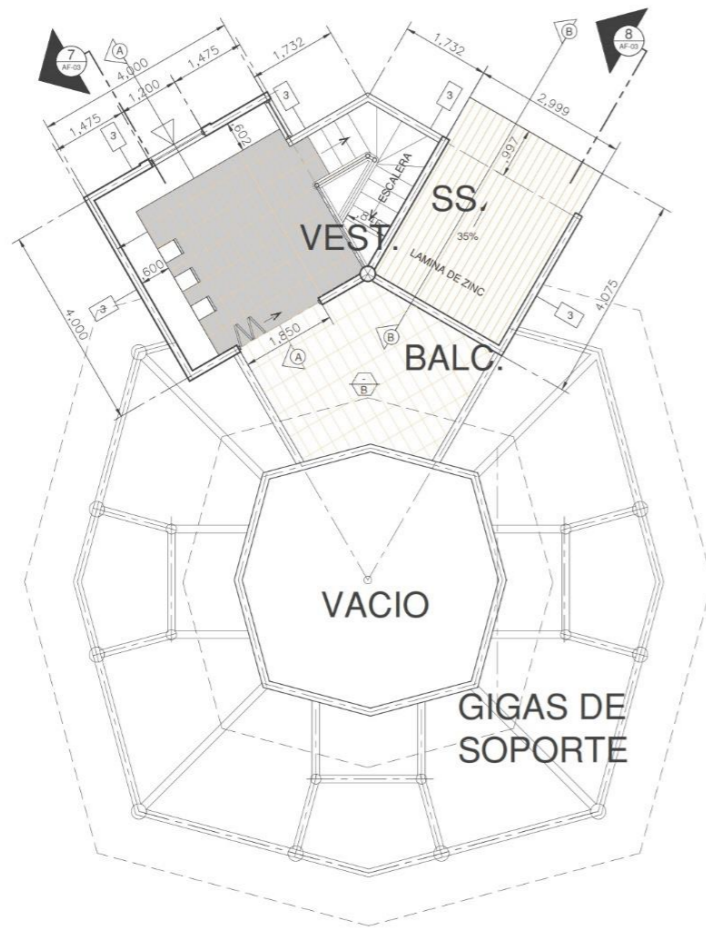 7
AF-03
A
4,000
1,475
1,200
1,475
1,732
3
3
602
1,732
3
B
8
AF-03
2,999
,997
ESCALERA
SS.
35%
LAMINA DE ZINC
VEST.
,600
3
4,000
1,850
A
B
BALC.
3
4,075
-
B
VACIO
GIGAS DE
SOPORTE